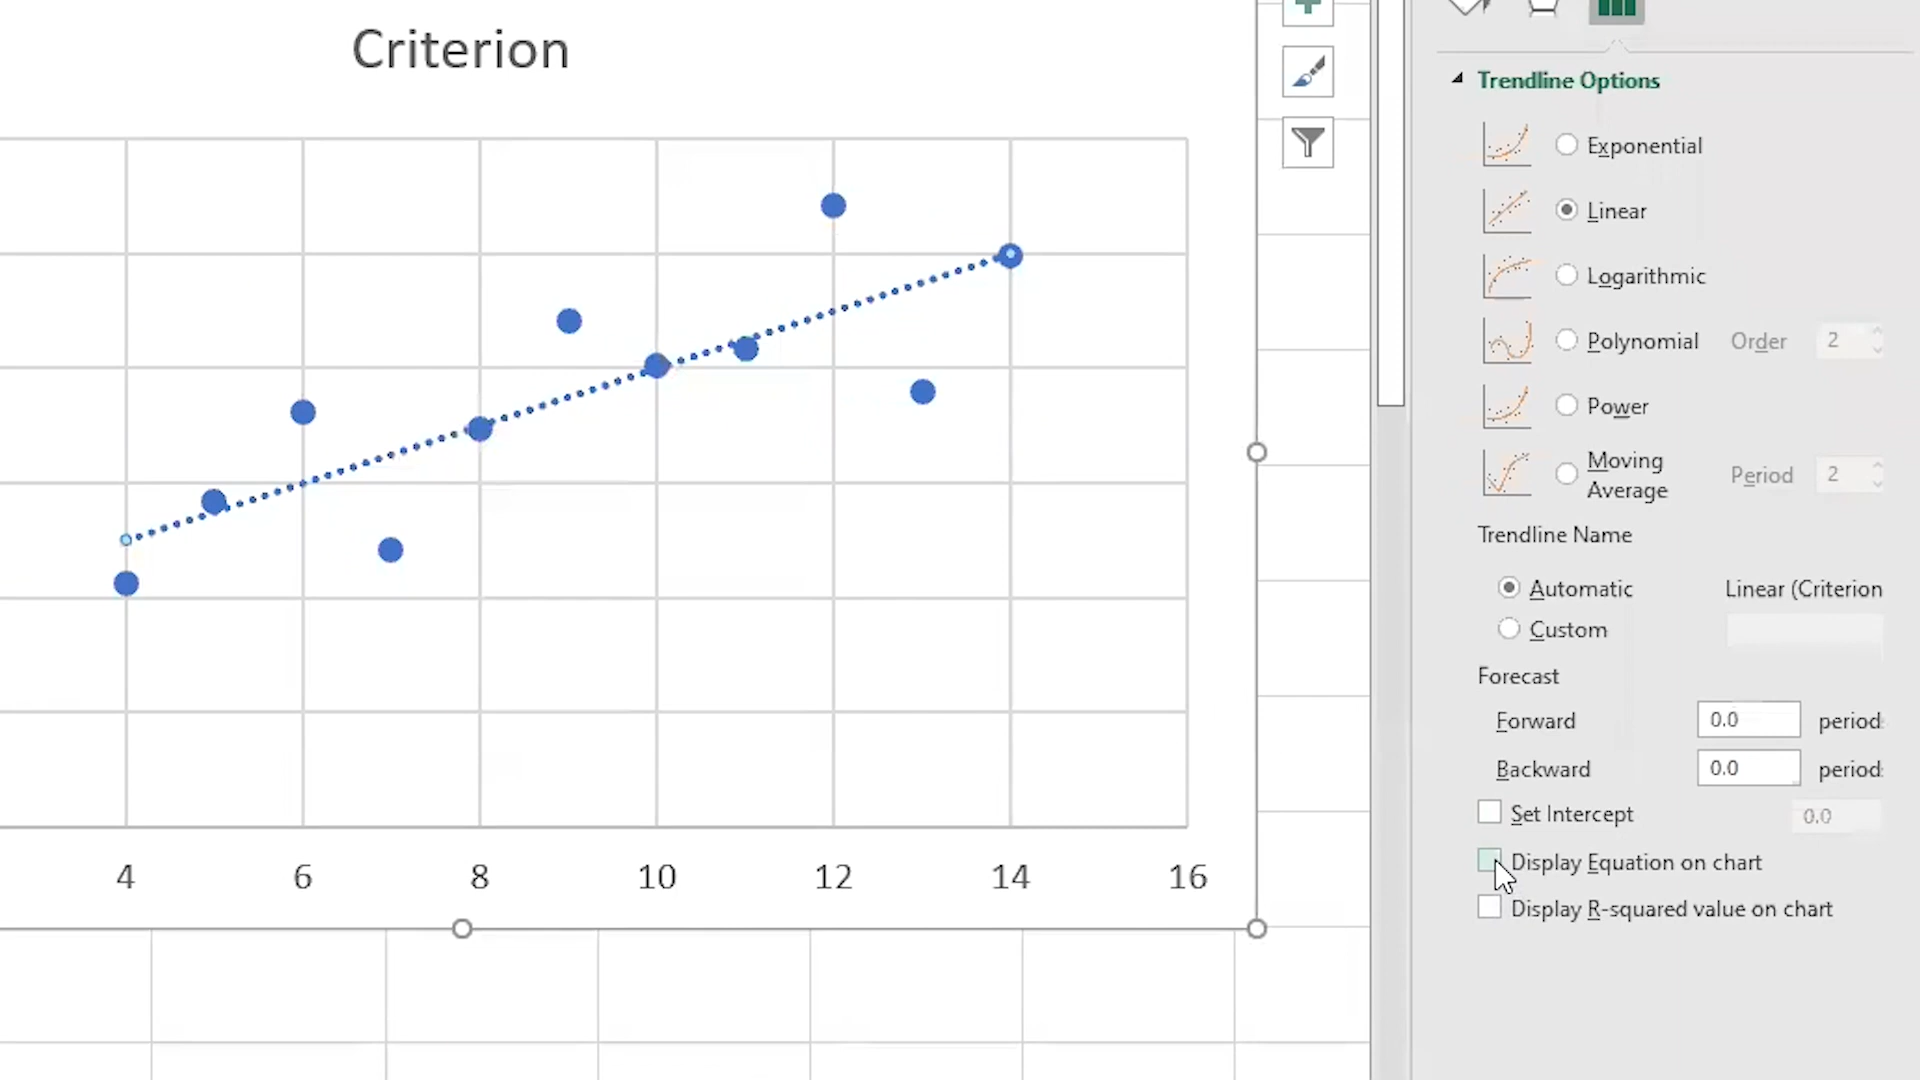 Criterion
4 6 8 10 12 14 16
Trendline Options
Exponential
Linear
Logarithmic
Polynomial Order 2
Power
Moving
Average
Period 2
Trendline Name
Automatic Linear (Criterion
Custom
Forecast
Forward 0.0 period
Backward 0.0 period
Set Intercept 0.0
Display Equation on chart
Display R-squared value on chart